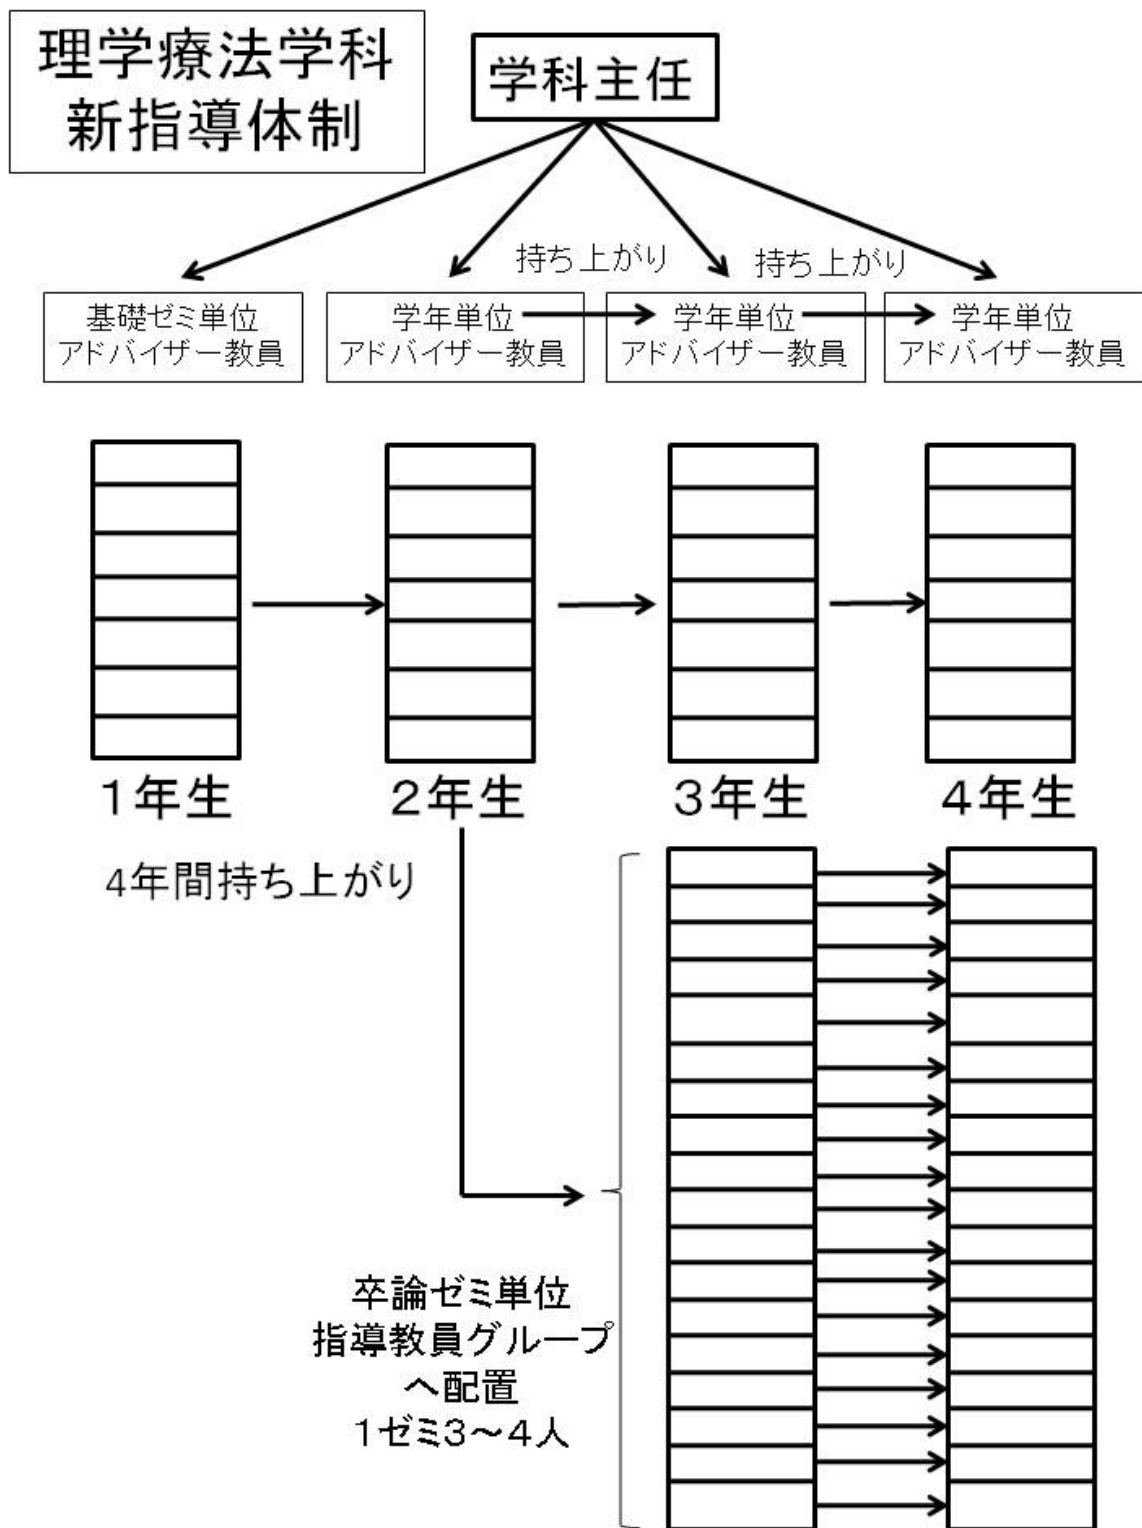 理学療法学科
新指導体制
学科主任
持ち上がり
持ち上がり
基礎ゼミ単位
アドバイザー教員
学年単位
アドバイザー教員
学年単位
アドバイザー教員
学年単位
アドバイザー教員
1年生
2年生
3年生
4年生
4年間持ち上がり
卒論ゼミ単位
指導教員グループ
へ配置
1ゼミ3～4人